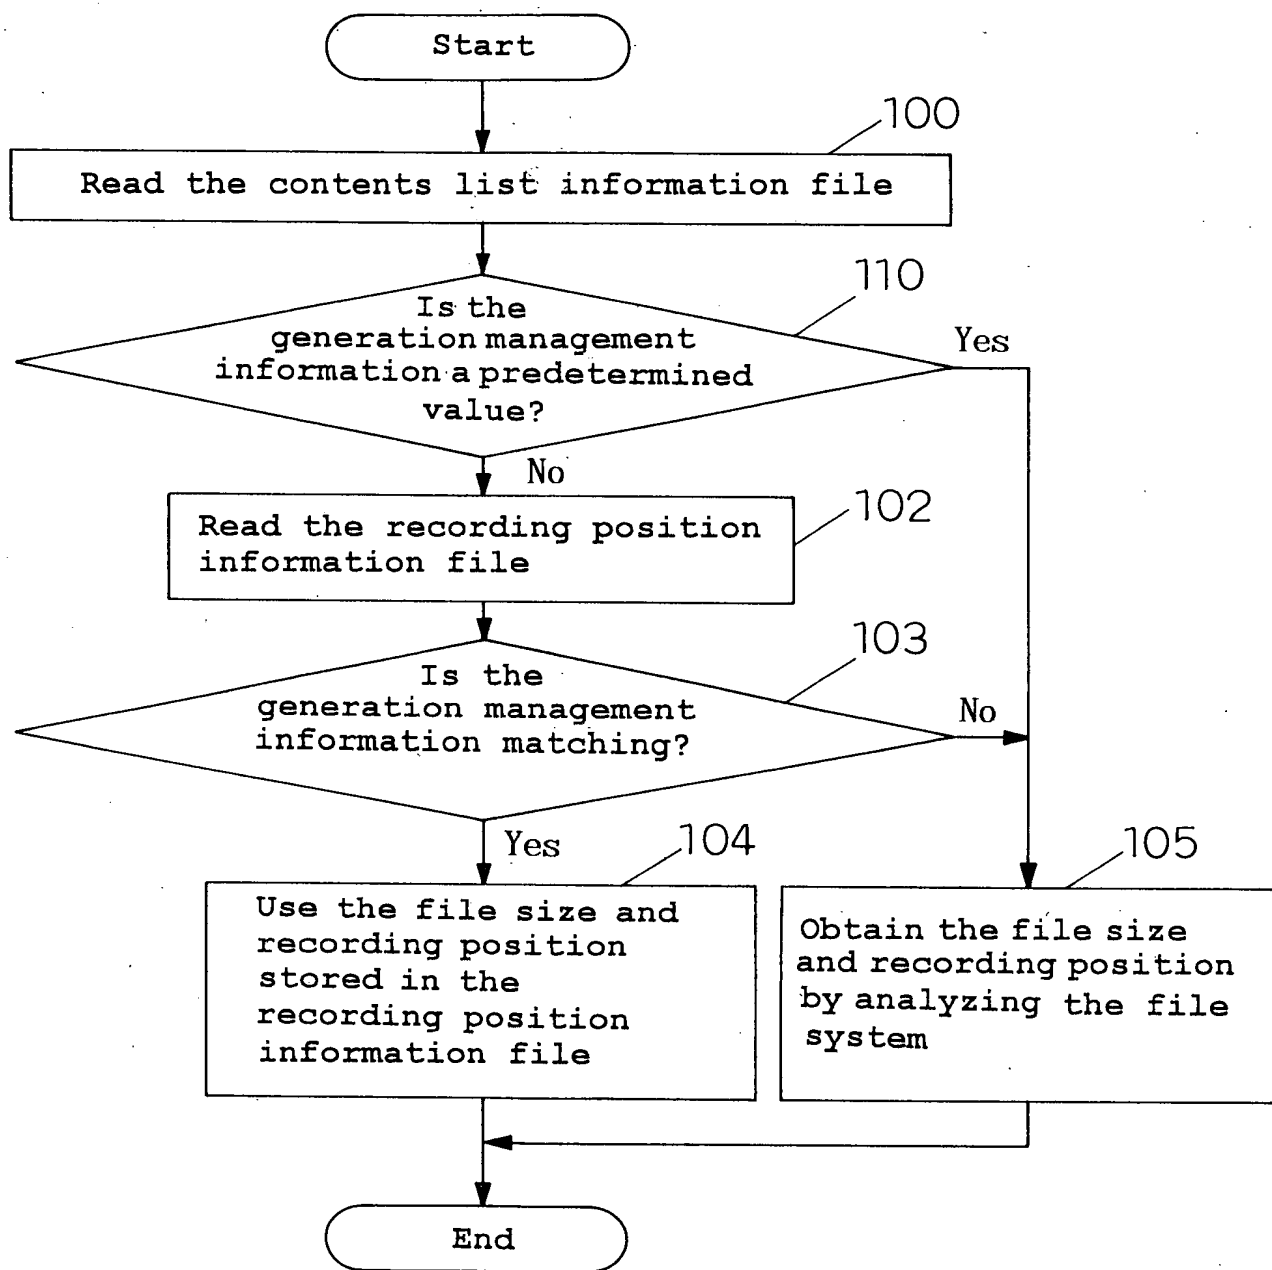 Start
100
Read the contents list information file
110
Is the
generation management
information a predetermined
value?
Yes
No
102
Read the recording position
information file
103
Is the
generation management
information matching?
No
Yes
104
Use the file size and
recording position
stored in the
recording position
information file
105
Obtain the file size
and recording position
by analyzing the file
system
End